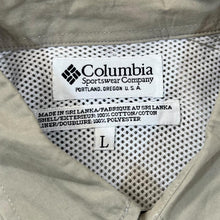 Columbia
Sportswear Company
PORTLAND, OREGON U.S.A.
MADE IN SRI LANKA/FABRIQUE AU SRI LANKA
SHELL/EXTERIEUR: 100% COTTON/COTON
LINER/DOUBLURE: 100% POLYESTER
L